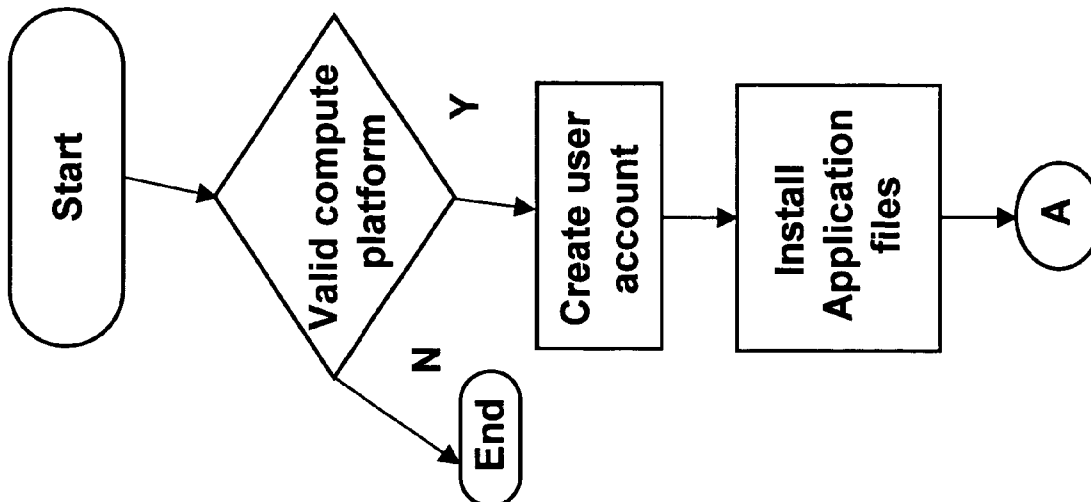 Start
Valid compute
platform
Y
N
End
Create user
account
Install
Application
files
A